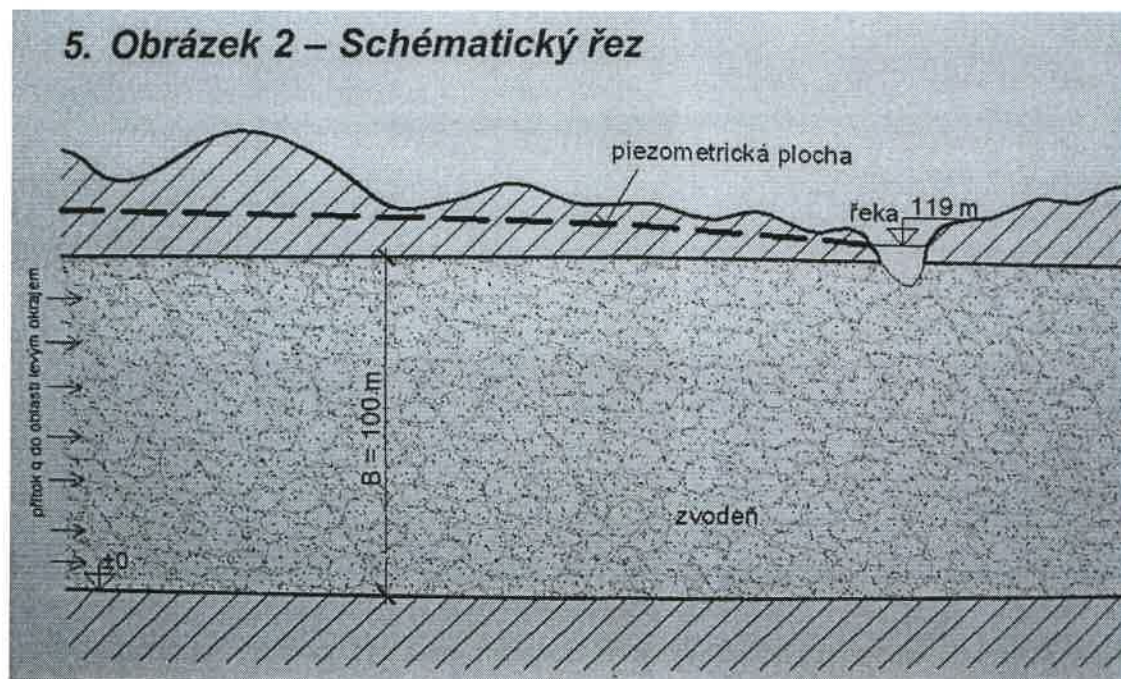 5. Obrázek 2 – Schématický řez
piezometrická plocha
řeka 119 m
přítok q do oblasti levým okrajem
B = 100 m
zvodeň
±0